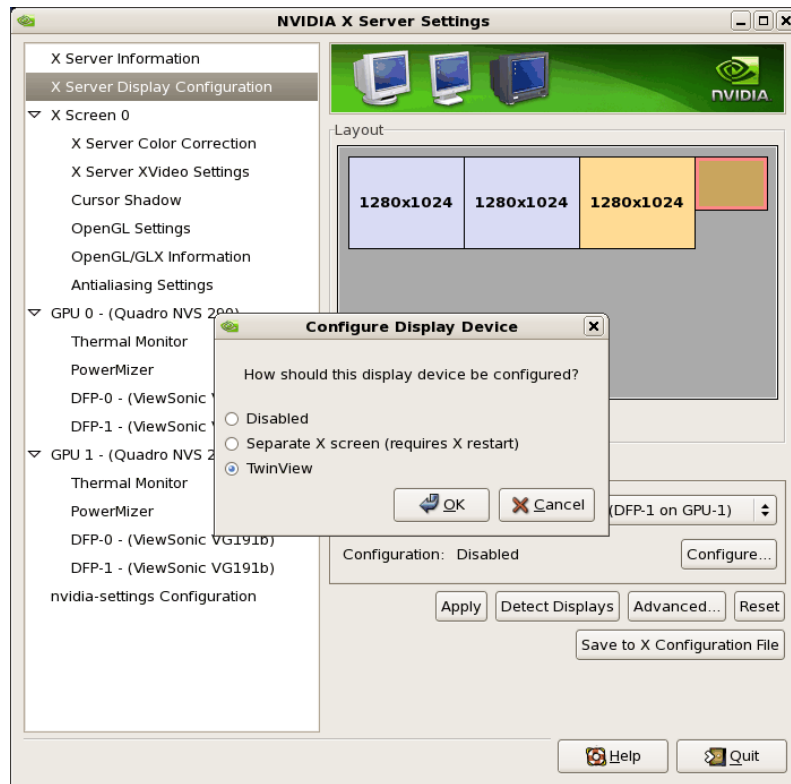 NVIDIA X Server Settings
X Server Information
X Server Display Configuration
X Screen 0
X Server Color Correction
X Server XVideo Settings
Cursor Shadow
OpenGL Settings
OpenGL/GLX Information
Antialiasing Settings
GPU 0 - (Quadro NVS 290)
Thermal Monitor
PowerMizer
DFP-0 - (ViewSonic
DFP-1 - (ViewSonic
GPU 1 - (Quadro NVS 2
Thermal Monitor
PowerMizer
DFP-0 - (ViewSonic VG191b)
DFP-1 - (ViewSonic VG191b)
nvidia-settings Configuration
NVIDIA
Layout
1280x1024 1280x1024 1280x1024
Configure Display Device
How should this display device be configured?
Disabled
Separate X screen (requires X restart)
TwinView
OK Cancel
(DFP-1 on GPU-1)
Configuration: Disabled Configure...
Apply Detect Displays Advanced... Reset
Save to X Configuration File
Help Quit